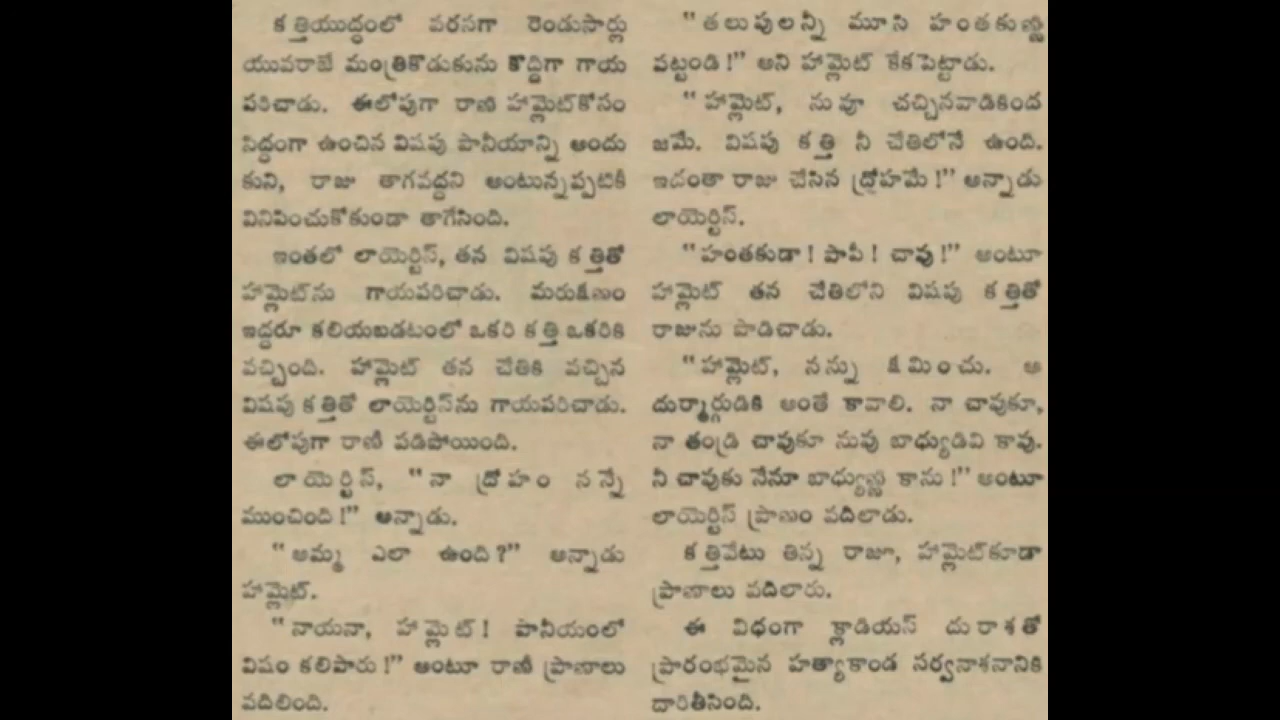 కత్తియుద్ధంలో వరసగా రెండుసార్లు
యువరాజే మంత్రికొడుకును కొద్దిగా గాయ
పరిచాడు. ఈలోపుగా రాణి హామ్లెట్‌కోసం
సిద్ధంగా ఉంచిన విషపు పానీయాన్ని అందు
కుని, రాజు తాగవద్దని అంటున్నప్పటికీ
వినిపించుకోకుండా తాగేసింది.
ఇంతలో లాయెర్టిస్, తన విషపు కత్తితో
హామ్లెట్‌ను గాయపరిచాడు. మరుక్షణం
ఇద్దరూ కలియబడటంలో ఒకరి కత్తి ఒకరికి
వచ్చింది. హామ్లెట్ తన చేతికి వచ్చిన
విషపు కత్తితో లాయెర్టిస్‌ను గాయపరిచాడు.
ఈలోపుగా రాణీ పడిపోయింది.
లాయెర్టిస్, "నా ద్రోహం నన్నే
ముంచింది!" అన్నాడు.
"అమ్మ ఎలా ఉంది?" అన్నాడు
హామ్లెట్.
"నాయనా, హామ్లెట్! పానీయంలో
విషం కలిపారు!" అంటూ రాణీ ప్రాణాలు
వదిలింది.
"తలుపులన్నీ మూసి హంతకుణ్ణి
పట్టండి!" అని హామ్లెట్ కేకపెట్టాడు.
"హామ్లెట్, నువూ చచ్చినవాడికింద
జమే. విషపు కత్తి నీ చేతిలోనే ఉంది.
ఇదంతా రాజు చేసిన ద్రోహమే!" అన్నాడు
లాయెర్టిస్.
"హంతకుడా! పాపీ! చావు!" అంటూ
హామ్లెట్ తన చేతిలోని విషపు కత్తితో
రాజును పొడిచాడు.
"హామ్లెట్, నన్ను క్షమించు. ఆ
దుర్మార్గుడికి అంతే కావాలి. నా చావుకూ,
నా తండ్రి చావుకూ నువు బాధ్యుడివి కావు.
నీ చావుకు నేనూ బాధ్యుణ్ణి కాను!" అంటూ
లాయెర్టిస్ ప్రాణం వదిలాడు.
కత్తివేటు తిన్న రాజూ, హామ్లెట్‌కూడా
ప్రాణాలు వదిలారు.
ఈ విధంగా క్లాడియస్ దురాశతో
ప్రారంభమైన హత్యాకాండ సర్వనాశనానికి
దారితీసింది.